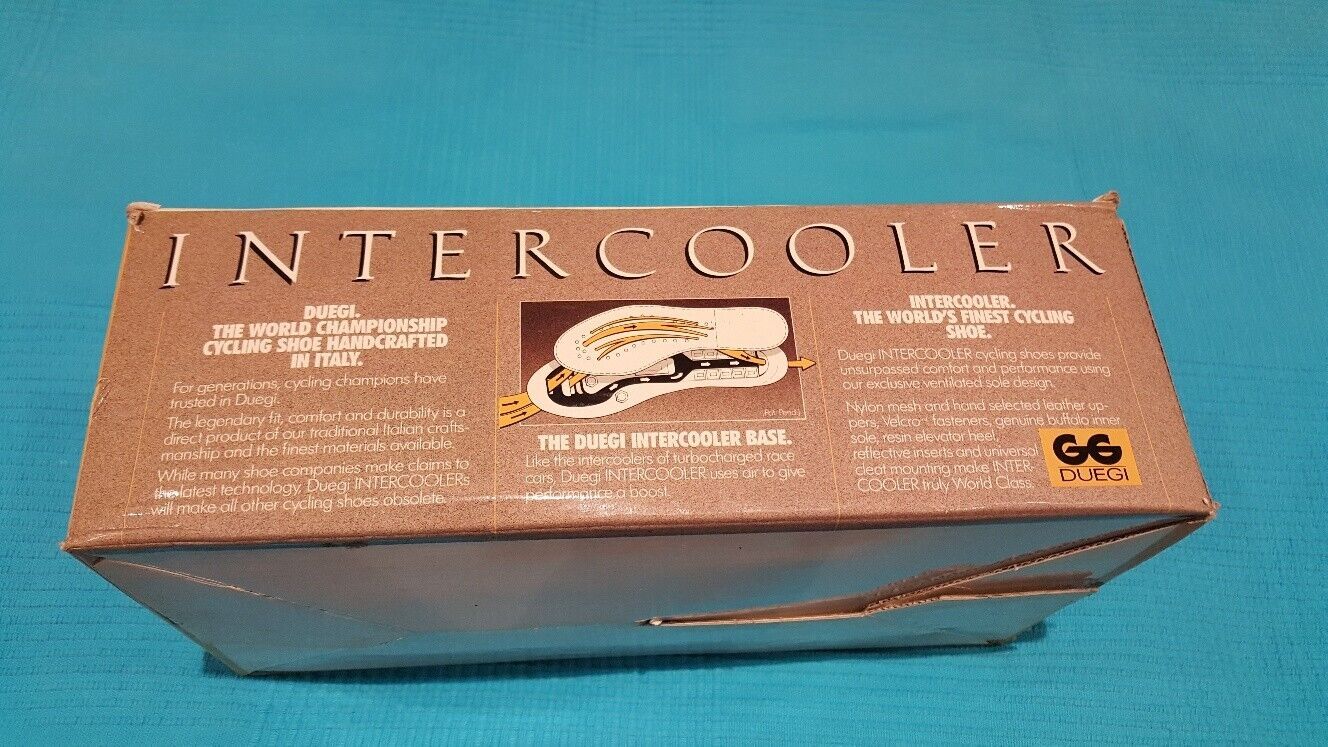 INTERCOOLER
DUEGI.
THE WORLD CHAMPIONSHIP
CYCLING SHOE HANDCRAFTED
IN ITALY.
For generations, cycling champions have
trusted in Duegi.
The legendary fit, comfort and durability is a
direct product of our traditional Italian crafts-
manship and the finest materials available.
While many shoe companies make claims to
the latest technology, Duegi INTERCOOLERs
will make all other cycling shoes obsolete.
Pat. Pend.
THE DUEGI INTERCOOLER BASE.
Like the intercoolers of turbocharged race
cars, Duegi INTERCOOLER uses air to give
performance a boost.
INTERCOOLER.
THE WORLD'S FINEST CYCLING
SHOE.
Duegi INTERCOOLER cycling shoes provide
unsurpassed comfort and performance using
our exclusive ventilated sole design.
Nylon mesh and hand selected leather up-
pers, Velcro fasteners, genuine buffalo inner
sole, resin elevator heel,
reflective inserts and universal
cleat mounting make INTER-
COOLER truly World Class.
GG
DUEGI